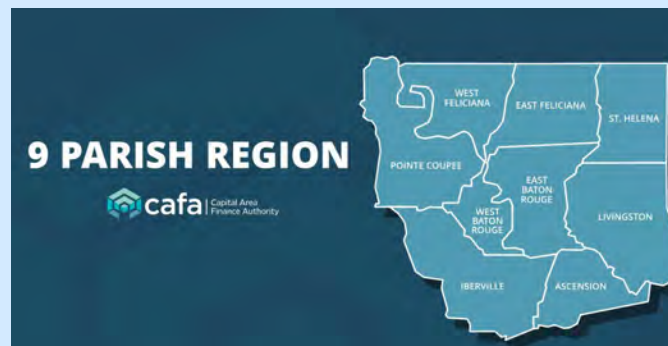 9 PARISH REGION
cafa
Capital Area
Finance Authority
WEST
FELICIANA
EAST FELICIANA
ST. HELENA
POINTE COUPEE
EAST
BATON
ROUGE
WEST
BATON
ROUGE
LIVINGSTON
IBERVILLE
ASCENSION